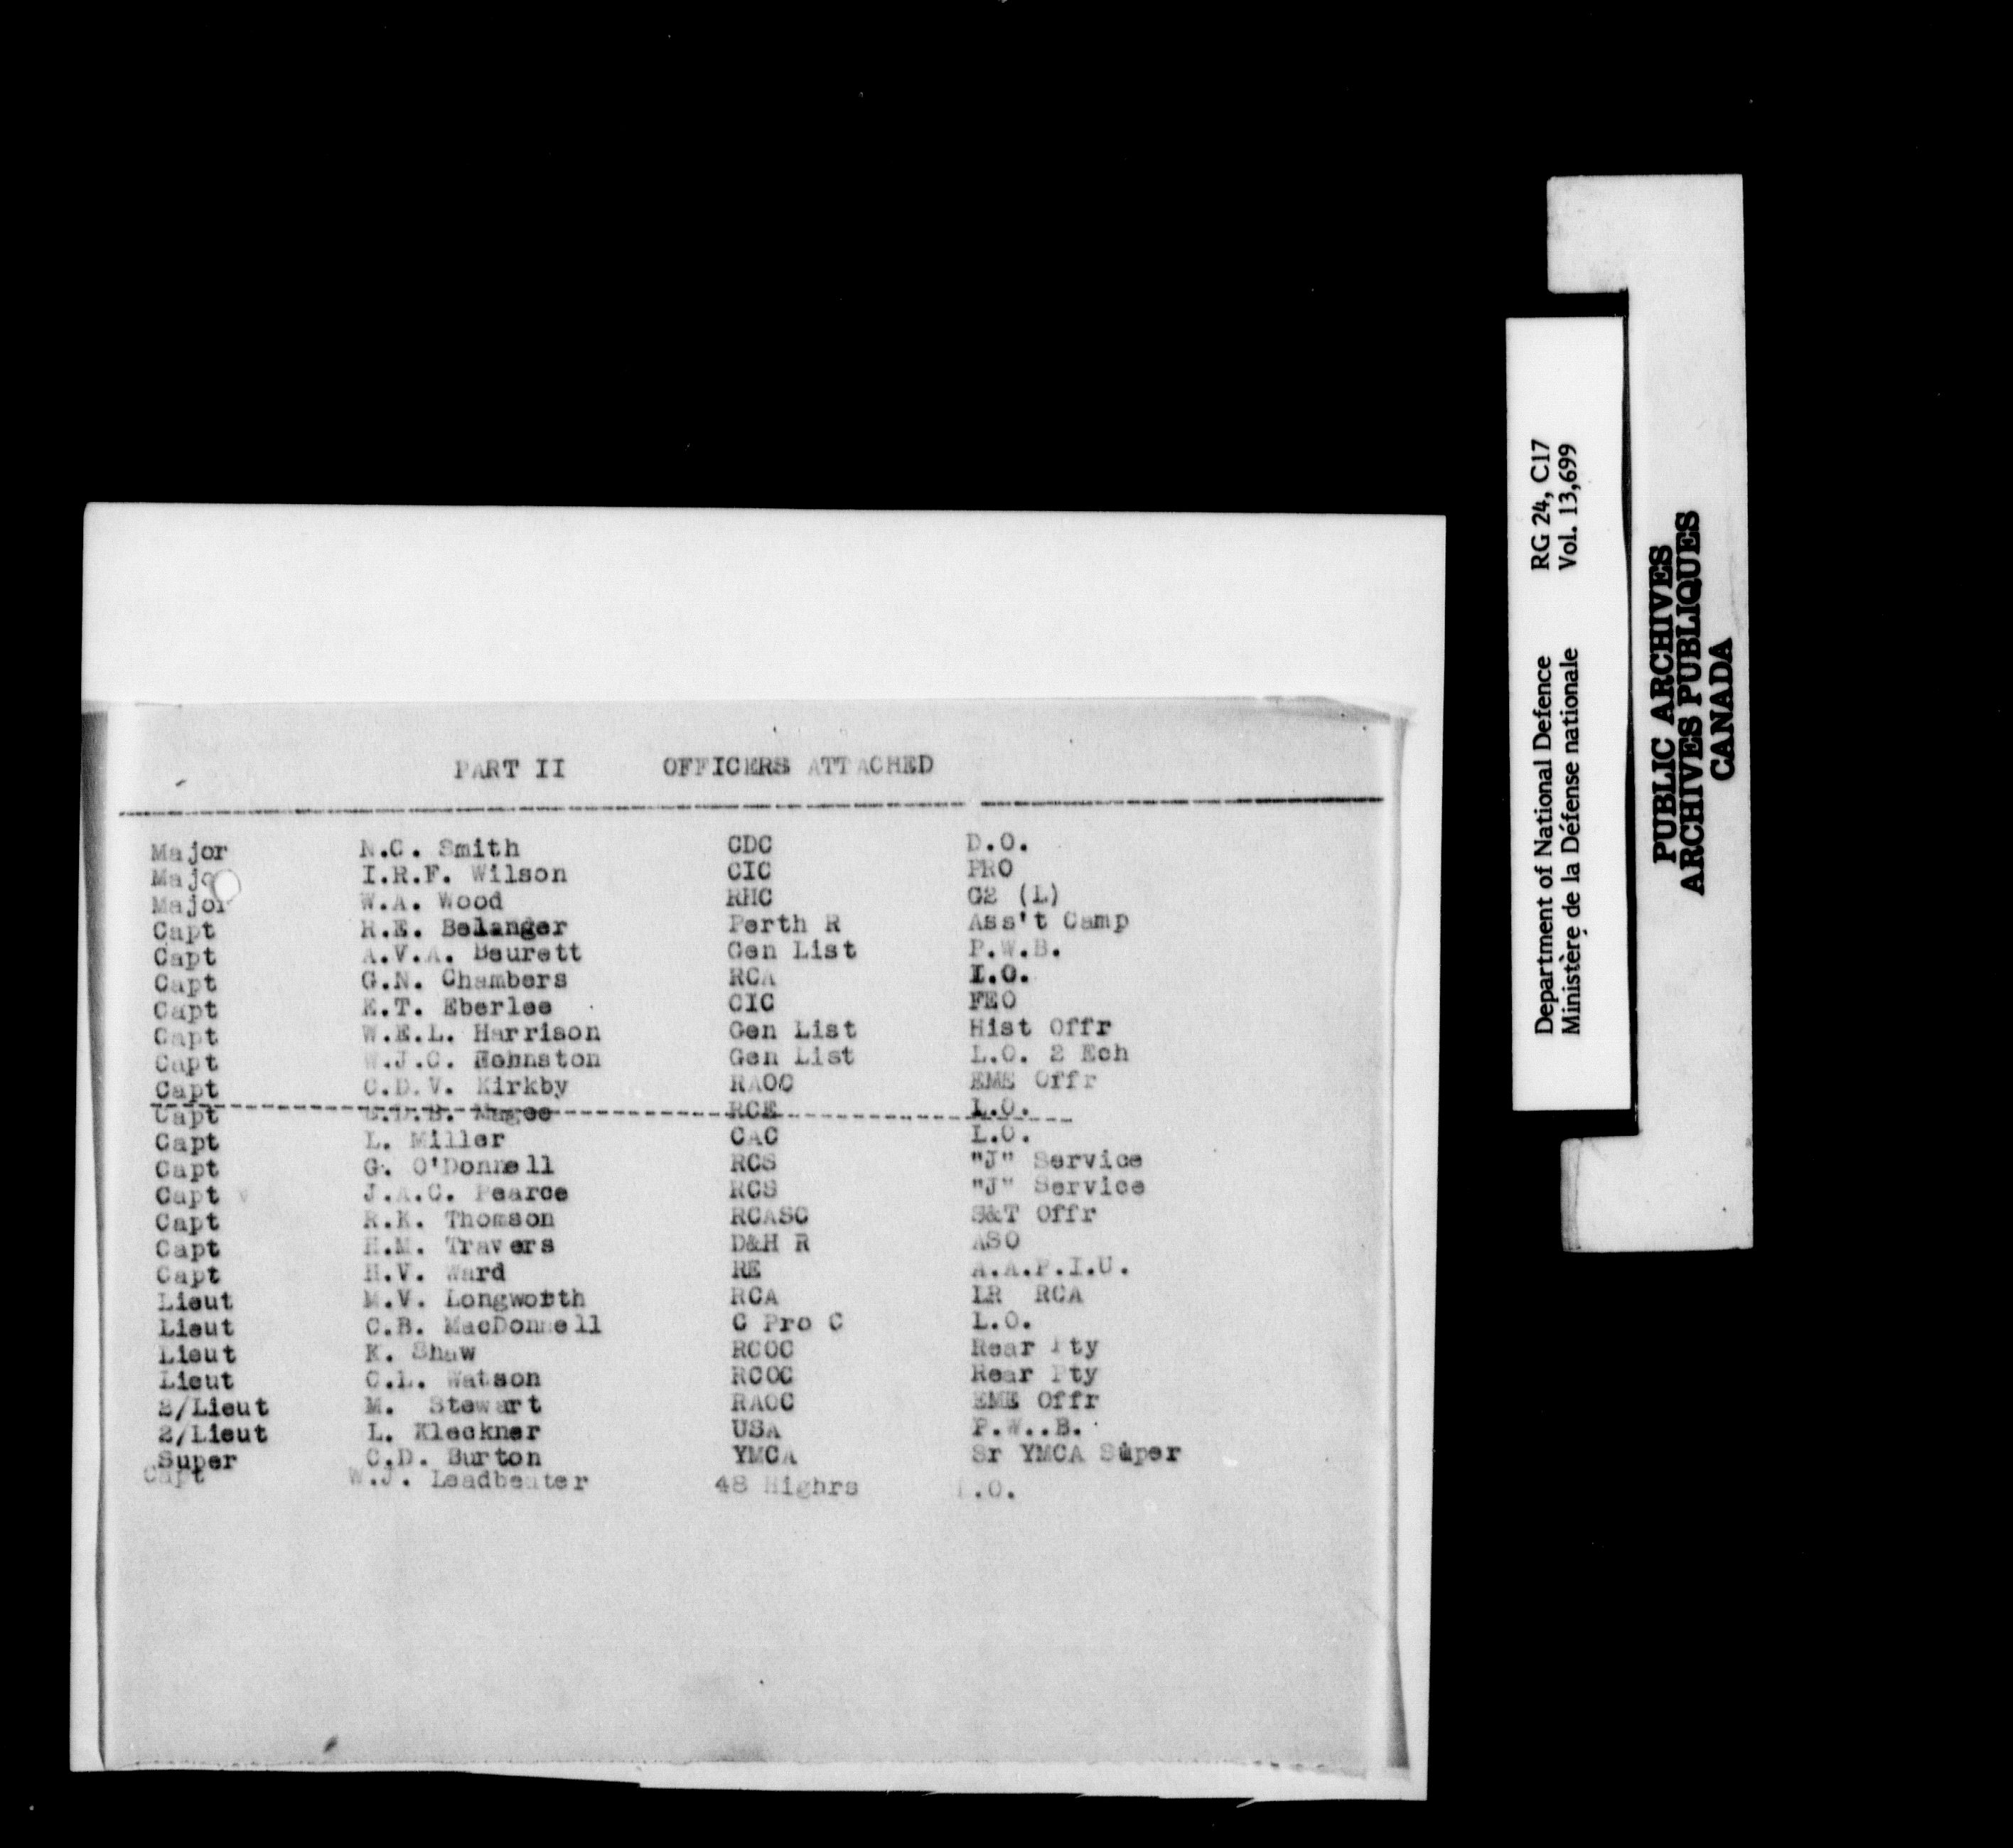 PART II OFFICERS ATTACHED
Major N.C. Smith CDC D.O.
Majo I.R.F. Wilson CIC PRO
Major W.A. Wood RHC G2 (L)
Capt R.E. Belanger Perth R Ass't Camp
Capt A.V.A. Beurett Gen List P.W.B.
Capt G.N. Chambers RCA I.O.
Capt E.T. Eberlee CIC FEO
Capt W.E.L. Harrison Gen List Hist Offr
Capt W.J.C. Johnston Gen List L.O. 2 Ech
Capt C.D.V. Kirkby RAOC EME Offr
Capt Magee RCE L.O.
Capt L. Miller CAC L.O.
Capt G. O'Donnell RCS "J" Service
Capt J.A.C. Pearce RCS "J" Service
Capt R.K. Thomson RCASC S&T Offr
Capt H.M. Travers D&H R ASO
Capt H.V. Ward RE A.A.P.I.U.
Lieut M.V. Longworth RCA LR RCA
Lieut C.B. MacDonnell C Pro C L.O.
Lieut K. Shaw RCOC Rear Pty
Lieut C.L. Watson RCOC Rear Pty
2/Lieut M. Stewart RAOC EME Offr
2/Lieut L. Kleckner USA P.W..B.
Super C.D. Burton YMCA Sr YMCA Super
Capt W.J. Leadbeater 48 Highrs
Department of National Defence RG 24, C17
Ministère de la Défense nationale Vol. 13,699
PUBLIC ARCHIVES
ARCHIVES PUBLIQUES
CANADA